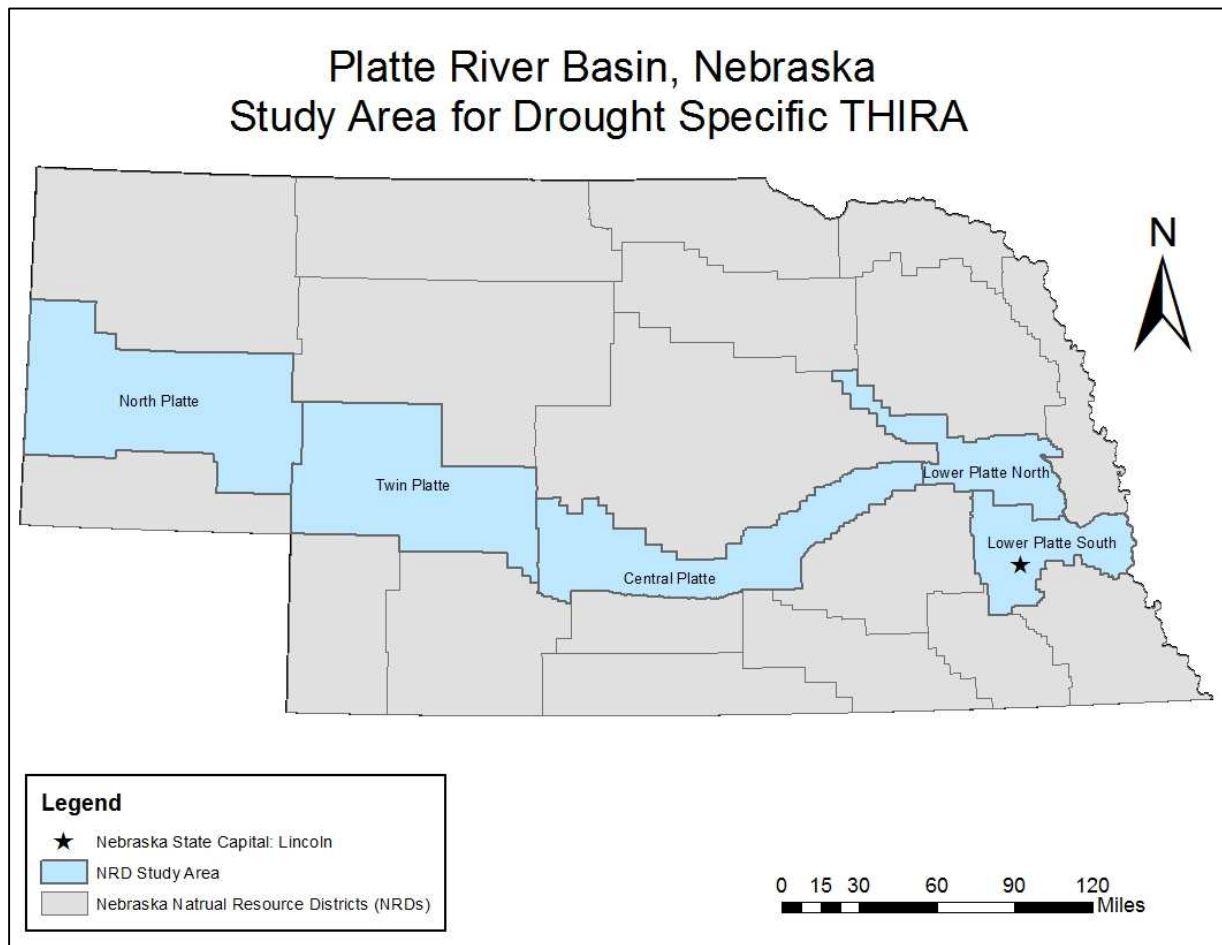 Platte River Basin, Nebraska
Study Area for Drought Specific THIRA
N
North Platte
Twin Platte
Lower Platte North
Lower Platte South
Central Platte
Legend
Nebraska State Capital: Lincoln
NRD Study Area
Nebraska Natrual Resource Districts (NRDs)
0 15 30 60 90 120
Miles